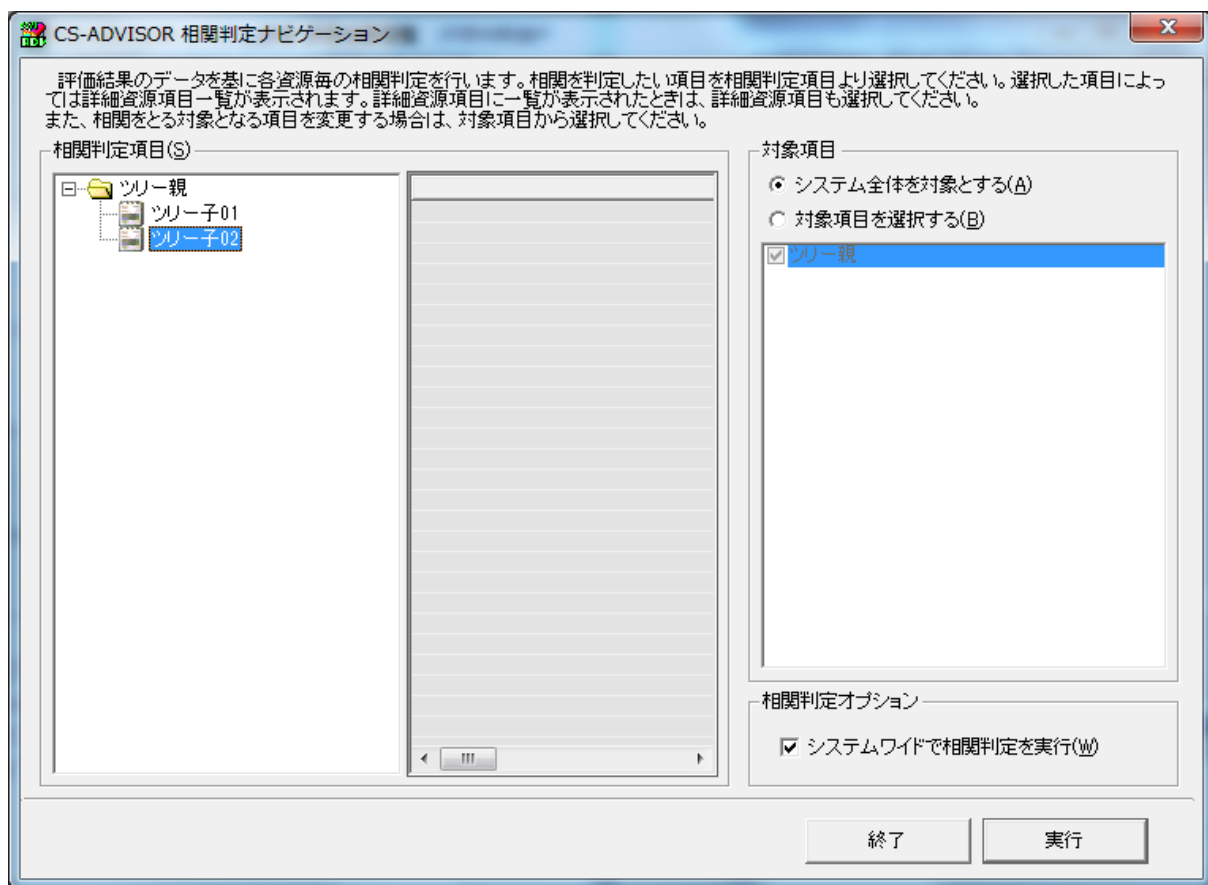 CS-ADVISOR 相関判定ナビゲーション
評価結果のデータを基に各資源毎の相関判定を行います。相関を判定したい項目を相関判定項目より選択してください。選択した項目によっ
ては詳細資源項目一覧が表示されます。詳細資源項目に一覧が表示されたときは、詳細資源項目も選択してください。
また、相関をとる対象となる項目を変更する場合は、対象項目から選択してください。
相関判定項目(S)
ツリー親
ツリー子01
ツリー子02
対象項目
システム全体を対象とする(A)
対象項目を選択する(B)
ツリー親
相関判定オプション
システムワイドで相関判定を実行(W)
終了
実行